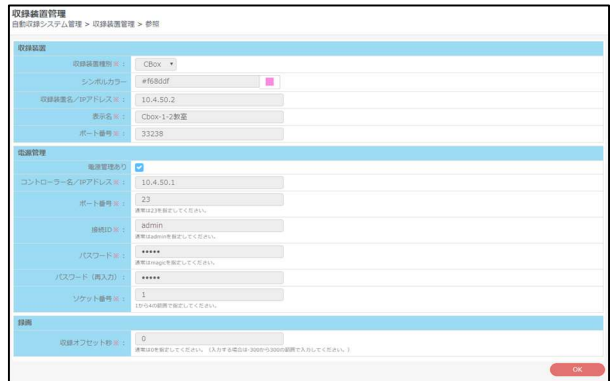 収録装置管理
自動収録システム管理 > 収録装置管理 > 参照
収録装置
収録装置種別※： CBox
シンボルカラー #f68ddf
収録装置名／IPアドレス※： 10.4.50.2
表示名※： Cbox-1-2教室
ポート番号※： 33238
電源管理
電源管理あり
コントローラー名／IPアドレス※： 10.4.50.1
ポート番号※： 23
通常は23を指定してください。
接続ID※： admin
通常はadminを指定してください。
パスワード※： •••••
通常はmagicを指定してください。
パスワード（再入力）： •••••
ソケット番号※： 1
1から4の範囲で指定してください。
録画
収録オフセット秒※： 0
通常は0を指定してください。（入力する場合は-300から300の範囲で入力してください。）
OK